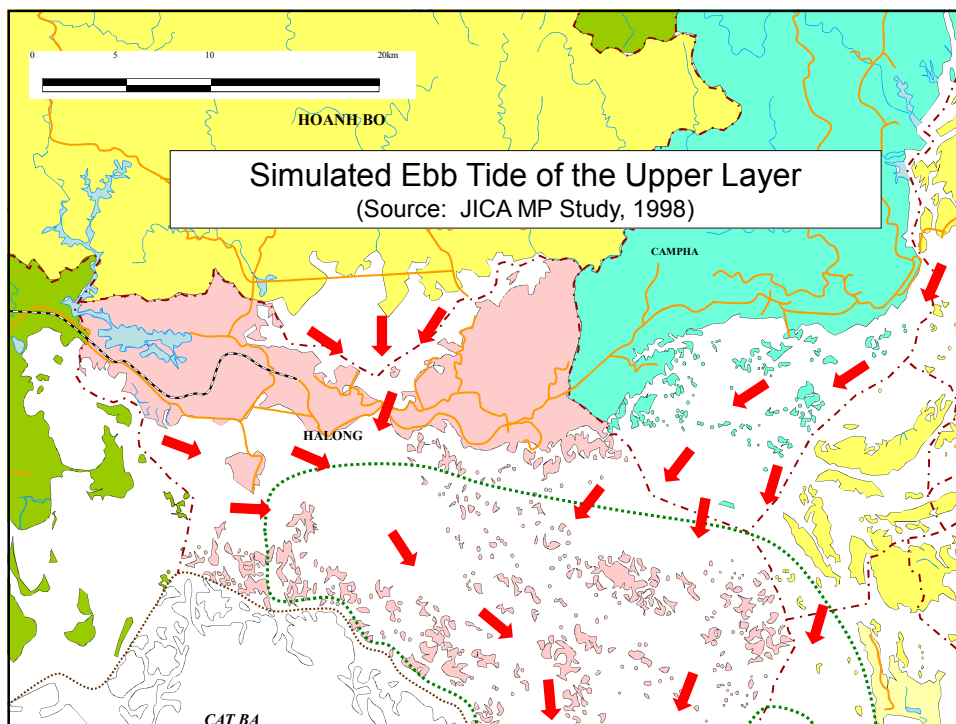 0 5 10 20km
HOANH BO
Simulated Ebb Tide of the Upper Layer
(Source: JICA MP Study, 1998)
CAMPHA
HALONG
CAT BA